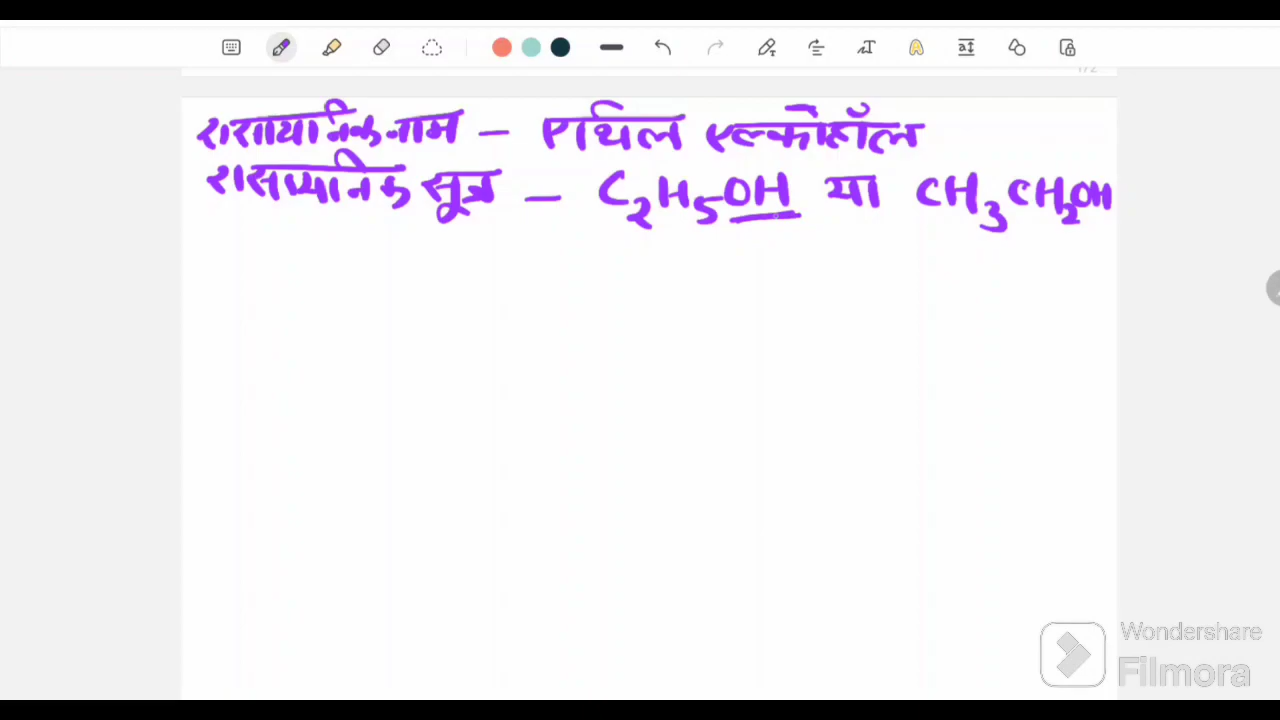 रासायनिक नाम – एथिल एल्कोहॉल
रासायनिक सूत्र – C₂H₅OH या CH₃CH₂OH
Wondershare
Filmora